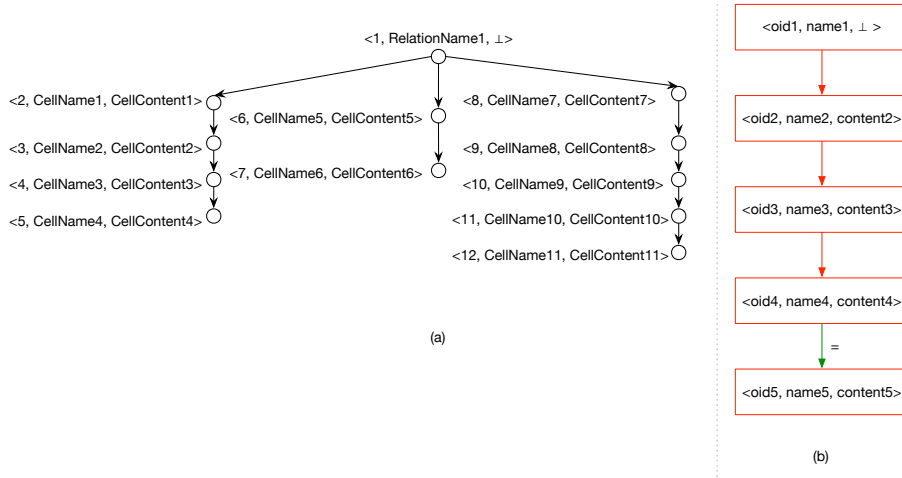 <1, RelationName1, ⊥>
<2, CellName1, CellContent1>
<3, CellName2, CellContent2>
<4, CellName3, CellContent3>
<5, CellName4, CellContent4>
<6, CellName5, CellContent5>
<7, CellName6, CellContent6>
<8, CellName7, CellContent7>
<9, CellName8, CellContent8>
<10, CellName9, CellContent9>
<11, CellName10, CellContent10>
<12, CellName11, CellContent11>
(a)
<oid1, name1, ⊥ >
<oid2, name2, content2>
<oid3, name3, content3>
<oid4, name4, content4>
=
<oid5, name5, content5>
(b)